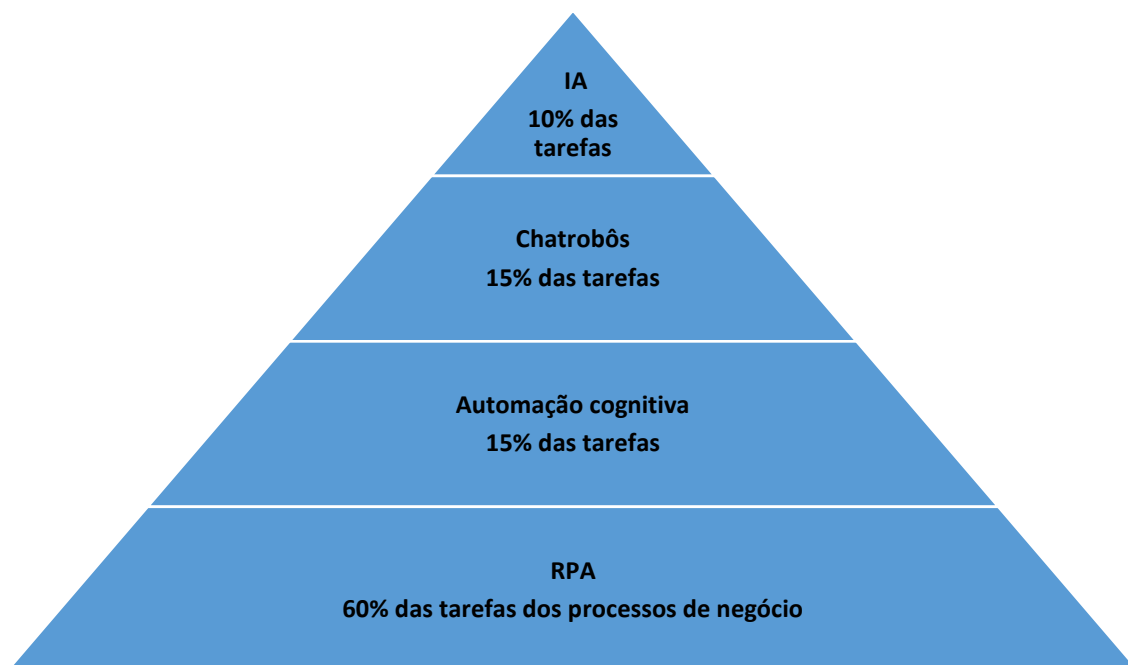 IA
10% das
tarefas
Chatrobôs
15% das tarefas
Automação cognitiva
15% das tarefas
RPA
60% das tarefas dos processos de negócio